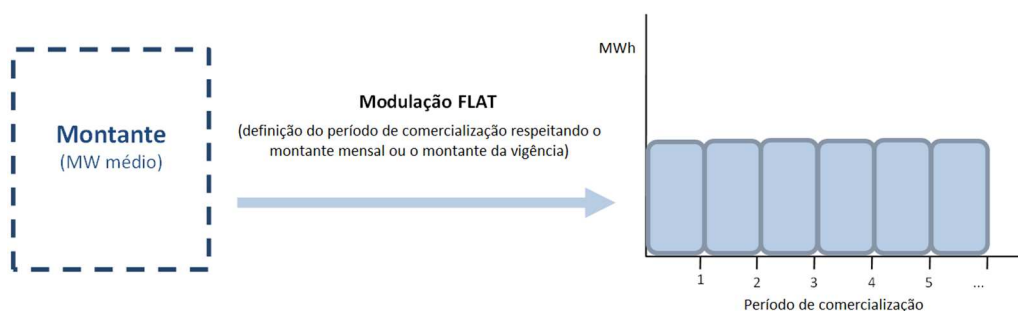 Montante
(MW médio)
Modulação FLAT
(definição do período de comercialização respeitando o
montante mensal ou o montante da vigência)
MWh
1 2 3 4 5 ...
Período de comercialização